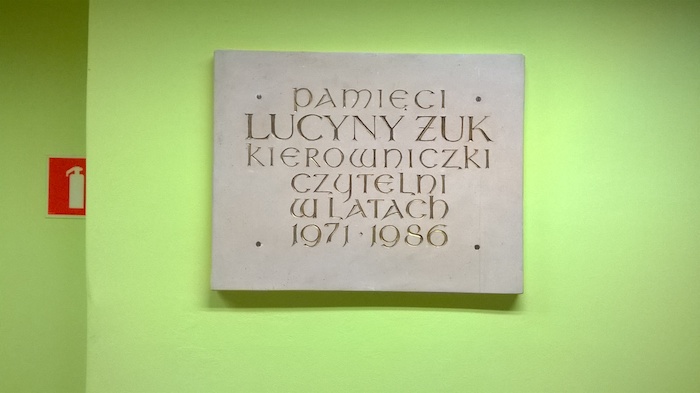 PAMIĘCI
LUCYNY ŻUK
KIEROWNICZKI
CZYTELNI
W LATACH
1971 · 1986